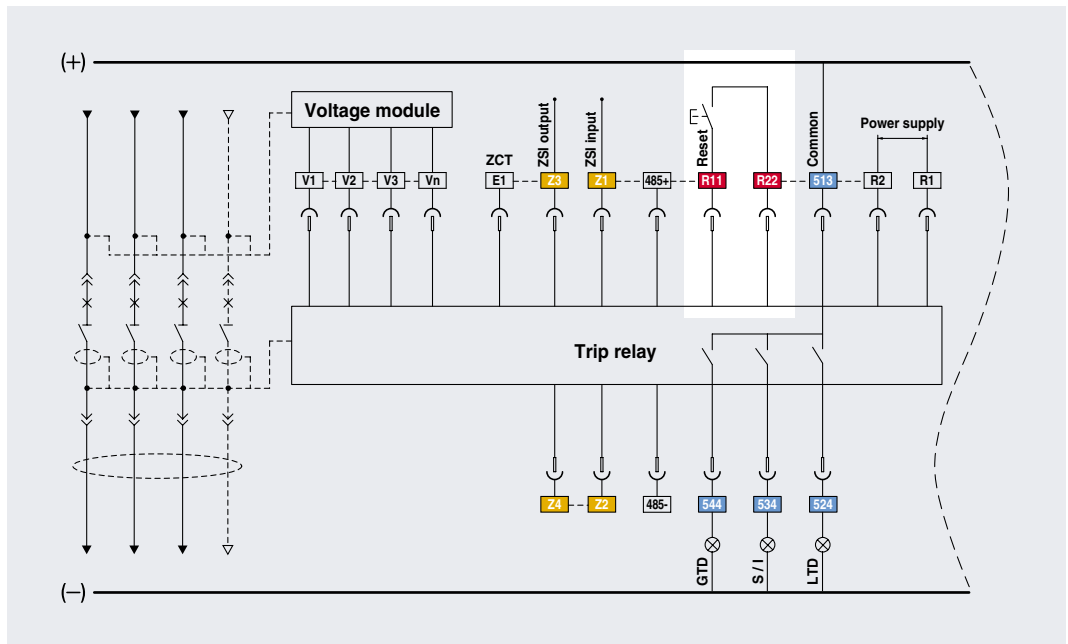 (+)
Voltage module
ZCT
ZSI output
ZSI input
Reset
Common
Power supply
V1
V2
V3
Vn
E1
Z3
Z1
485+
R11
R22
513
R2
R1
Trip relay
Z4
Z2
485-
544
534
524
GTD
S / I
LTD
(—)